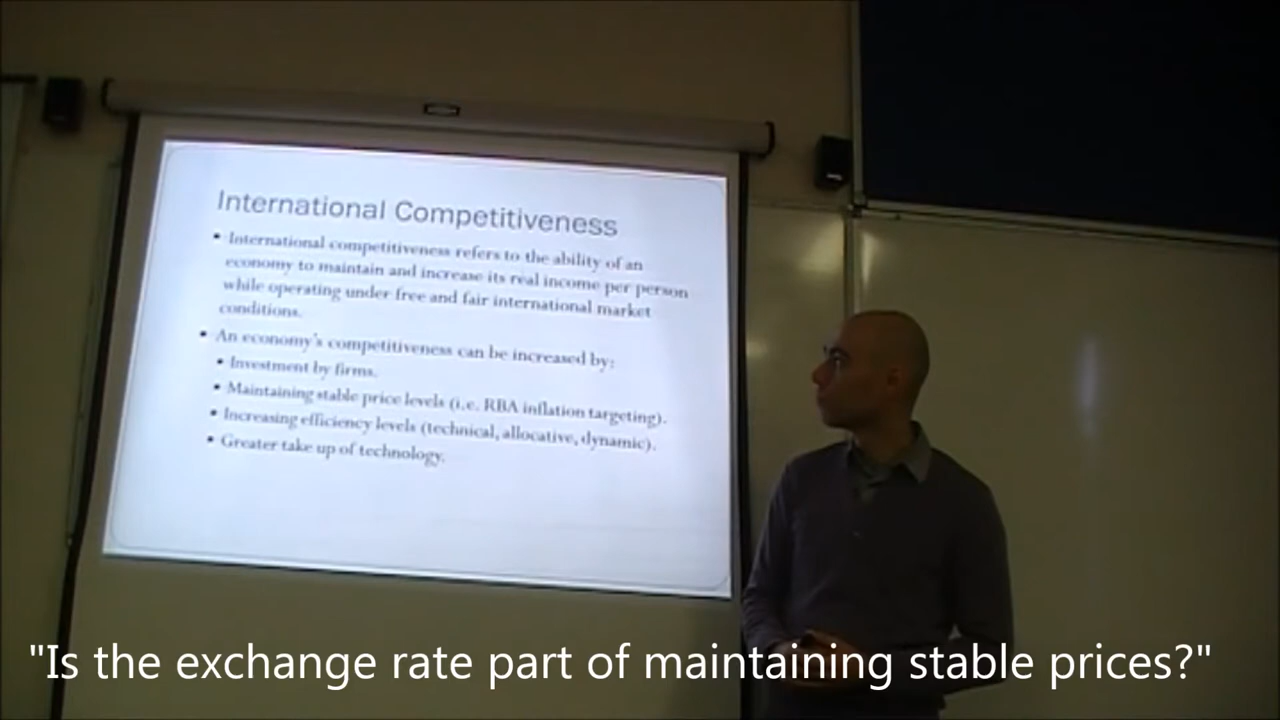 International Competitiveness
• International competitiveness refers to the ability of an
economy to maintain and increase its real income per person
while operating under free and fair international market
conditions.
• An economy's competitiveness can be increased by:
• Investment by firms.
• Maintaining stable price levels (i.e. RBA inflation targeting).
• Increasing efficiency levels (technical, allocative, dynamic).
• Greater take up of technology.
"Is the exchange rate part of maintaining stable prices?"